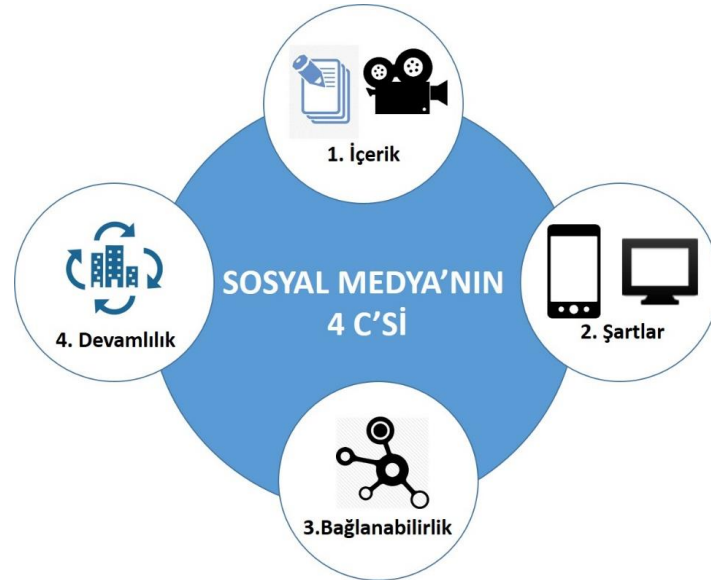 1. İçerik
SOSYAL MEDYA’NIN
4 C’Sİ
2. Şartlar
3.Bağlanabilirlik
4. Devamlılık